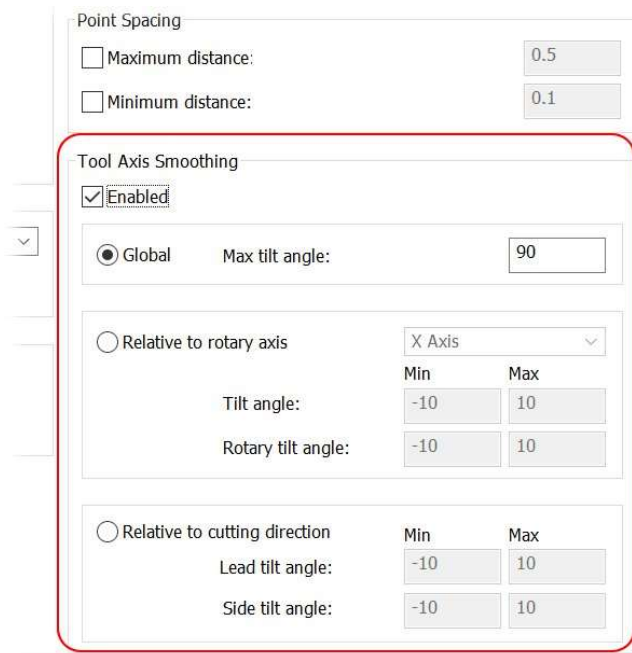 Point Spacing
Maximum distance: 0.5
Minimum distance: 0.1
Tool Axis Smoothing
Enabled
Global Max tilt angle: 90
Relative to rotary axis X Axis
Min Max
Tilt angle: -10 10
Rotary tilt angle: -10 10
Relative to cutting direction Min Max
Lead tilt angle: -10 10
Side tilt angle: -10 10